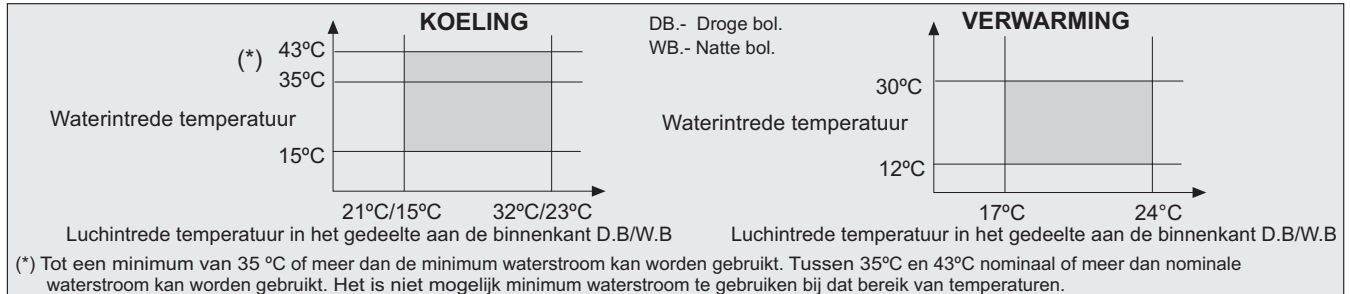 KOELING
(*)
43ºC
35ºC
Waterintrede temperatuur
15ºC
21ºC/15ºC 32ºC/23ºC
Luchintrede temperatuur in het gedeelte aan de binnenkant D.B/W.B
DB.- Droge bol.
WB.- Natte bol.
VERWARMING
30ºC
Waterintrede temperatuur
12ºC
17ºC 24°C
Luchintrede temperatuur in het gedeelte aan de binnenkant D.B/W.B
(*) Tot een minimum van 35 ºC of meer dan de minimum waterstroom kan worden gebruikt. Tussen 35ºC en 43ºC nominaal of meer dan nominale
waterstroom kan worden gebruikt. Het is niet mogelijk minimum waterstroom te gebruiken bij dat bereik van temperaturen.